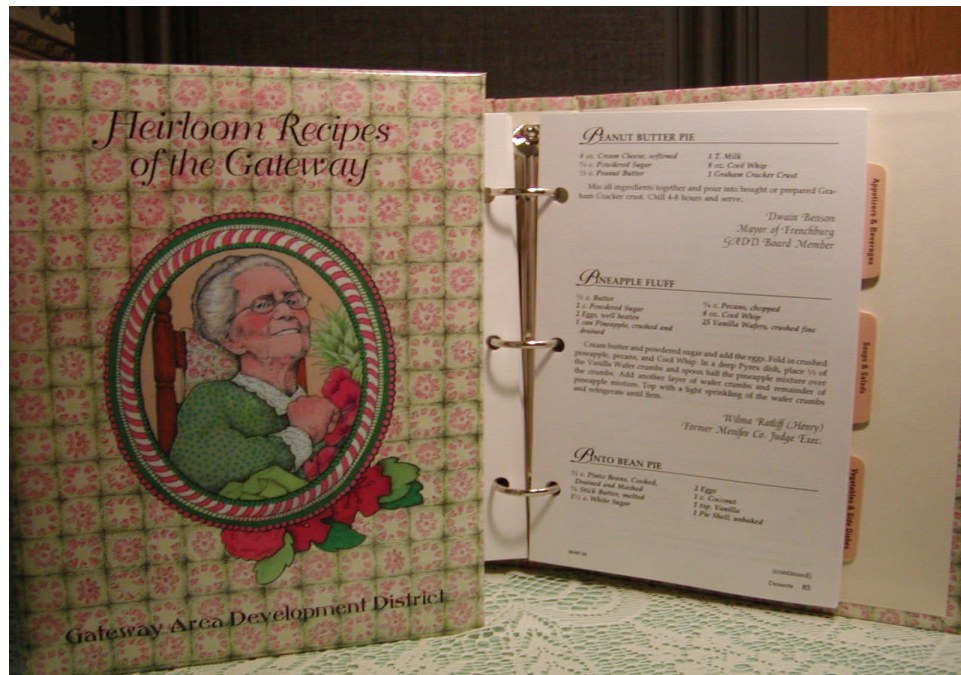 Heirloom Recipes
of the Gateway
Gateway Area Development District
PEANUT BUTTER PIE
8 oz. Cream Cheese, softened
c. Powdered Sugar
c. Peanut Butter
1 T. Milk
8 oz. Cool Whip
1 Graham Cracker Crust
Mix all ingredients together and pour into bought or prepared Gra-
ham Cracker crust. Chill 4-8 hours and serve.
Dwain Benson
Mayor of Frenchburg
GADD Board Member
PINEAPPLE FLUFF
½ c. Butter
2 c. Powdered Sugar
2 Eggs, well beaten
1 can Pineapple, crushed and
drained
c. Pecans, chopped
8 oz. Cool Whip
25 Vanilla Wafers, crushed fine
Cream butter and powdered sugar and add the eggs. Fold in crushed
pineapple, pecans, and Cool Whip. In a deep Pyrex dish, place ½ of
the Vanilla Wafer crumbs and spoon half the pineapple mixture over
the crumbs. Add another layer of wafer crumbs and remainder of
pineapple mixture. Top with a light sprinkling of the wafer crumbs
and refrigerate until firm.
Wilma Ratliff (Henry)
Former Menifee Co. Judge Exec.
PINTO BEAN PIE
c. Pinto Beans, Cooked,
Drained and Mashed
Stick Butter, melted
c. White Sugar
2 Eggs
1 c. Coconut
1 tsp. Vanilla
1 Pie Shell, unbaked
(continued)
Desserts 85
Appetizers & Beverages
Soups & Salads
Vegetables & Side Dishes